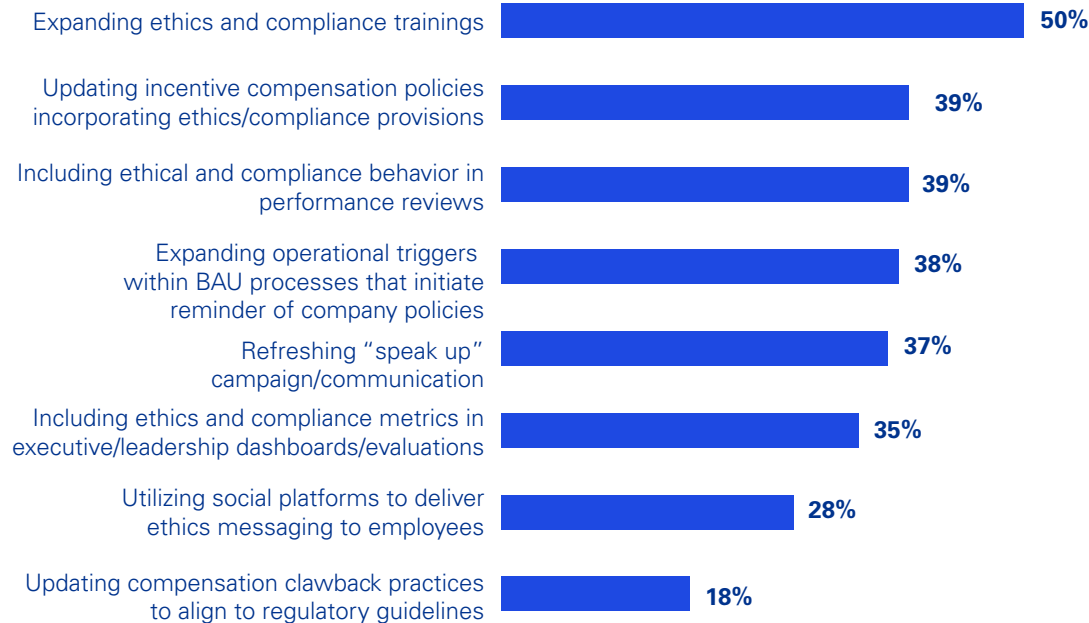 Expanding ethics and compliance trainings
50%
Updating incentive compensation policies
incorporating ethics/compliance provisions
39%
Including ethical and compliance behavior in
performance reviews
39%
Expanding operational triggers
within BAU processes that initiate
reminder of company policies
38%
Refreshing “speak up”
campaign/communication
37%
Including ethics and compliance metrics in
executive/leadership dashboards/evaluations
35%
Utilizing social platforms to deliver
ethics messaging to employees
28%
Updating compensation clawback practices
to align to regulatory guidelines
18%